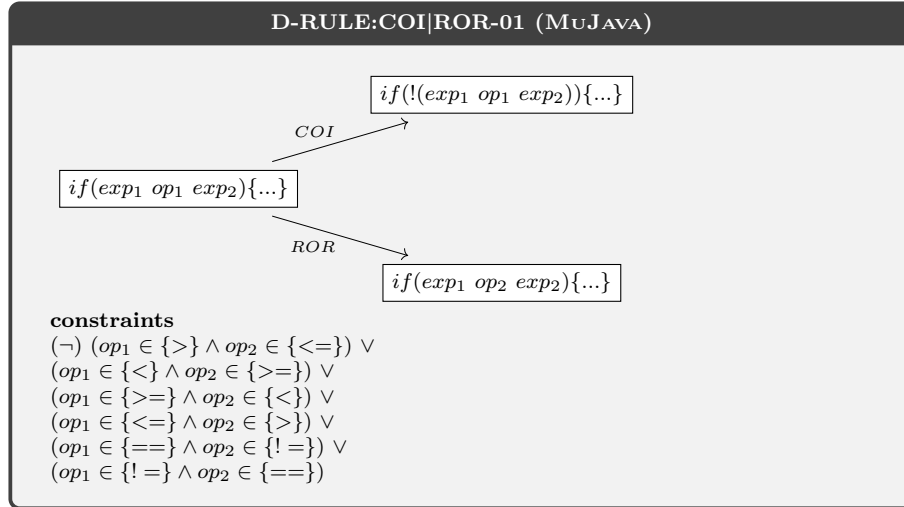 D-RULE:COI|ROR-01 (MuJava)
if(!(exp₁ op₁ exp₂)){...}
COI
if(exp₁ op₁ exp₂){...}
ROR
if(exp₁ op₂ exp₂){...}
constraints
(¬) (op₁ ∈ {>} ∧ op₂ ∈ {<=}) ∨
(op₁ ∈ {<} ∧ op₂ ∈ {>=}) ∨
(op₁ ∈ {>=} ∧ op₂ ∈ {<}) ∨
(op₁ ∈ {<=} ∧ op₂ ∈ {>}) ∨
(op₁ ∈ {==} ∧ op₂ ∈ {! =}) ∨
(op₁ ∈ {! =} ∧ op₂ ∈ {==})